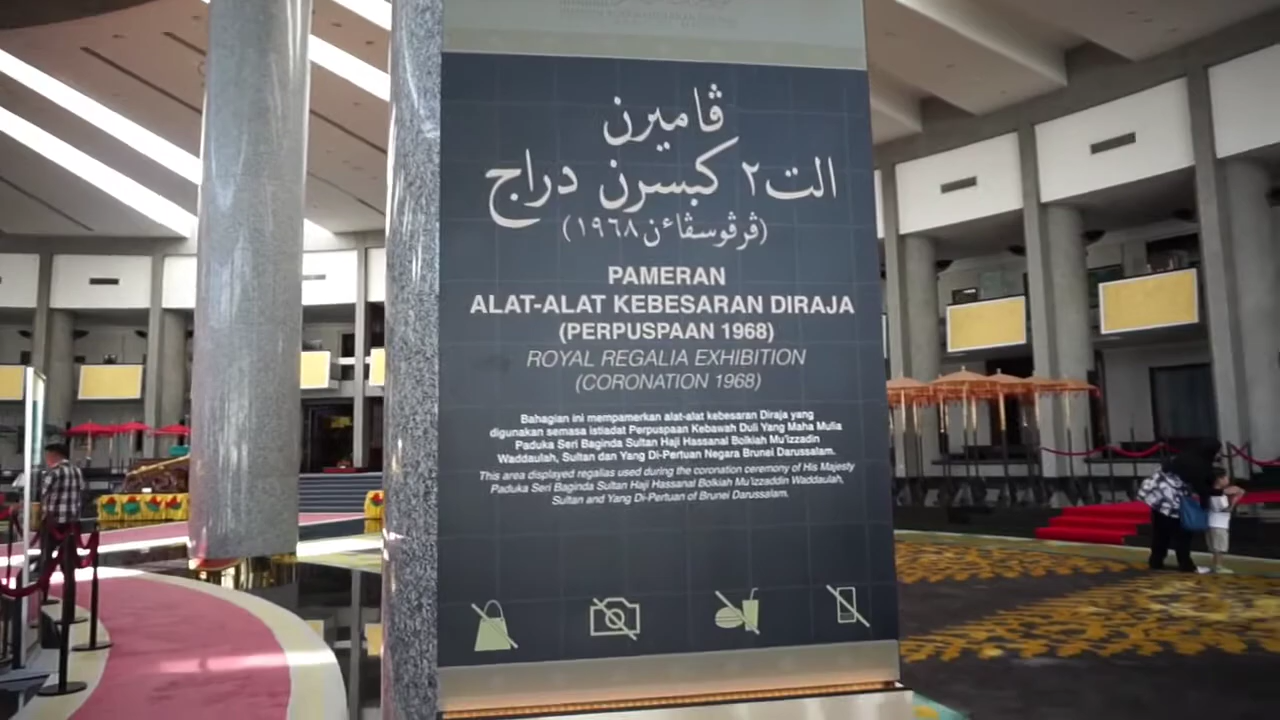 ڤاميرن
الت٢ كبسرن دراج
(ڤرڤوسڤاءن ١٩٦٨)
PAMERAN
ALAT-ALAT KEBESARAN DIRAJA
(PERPUSPAAN 1968)
ROYAL REGALIA EXHIBITION
(CORONATION 1968)
Bahagian ini mempamerkan alat-alat kebesaran Diraja yang
digunakan semasa istiadat Perpuspaan Kebawah Duli Yang Maha Mulia
Paduka Seri Baginda Sultan Haji Hassanal Bolkiah Mu'izzadin
Waddaulah, Sultan dan Yang Di-Pertuan Negara Brunei Darussalam.
This area displayed regalias used during the coronation ceremony of His Majesty
Paduka Seri Baginda Sultan Haji Hassanal Bolkiah Mu'izzaddin Waddaulah,
Sultan and Yang Di-Pertuan of Brunei Darussalam.